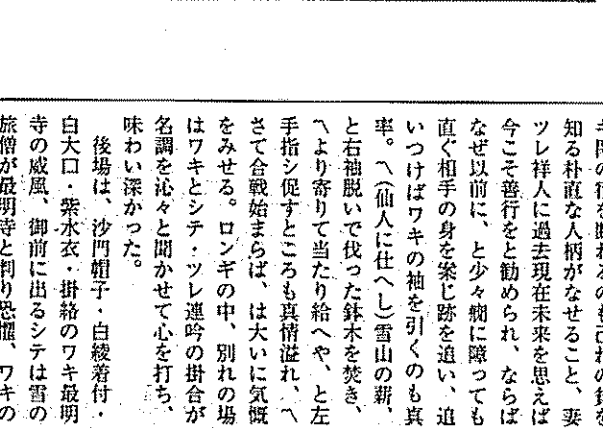 知る朴直な人柄がなせること、妻
ツレ祥人に過去現在未来を思えば
今こそ善行をと勧められ、ならば
なぜ以前に、と少々癇に障っても
直ぐ相手の身を案じ跡を追い、追
いつけばワキの袖を引くのも真
率。〽(仙人に仕へし)雪山の薪、
と右袖脱いで伐った鉢木を焚き、
〽より寄りて当たり給へや、と左
手指シ促すところも真情溢れ、〽
さて合戦始まらば、は大いに気慨
をみせる。ロンギの中、別れの場
はワキとシテ・ツレ連吟の掛合が
名調を沁々と聞かせて心を打ち、
味わい深かった。
後場は、沙門帽子・白綾着付・
白大口・紫水衣・掛絡のワキ最明
寺の威風、御前に出るシテは雪の
旅僧が最明寺と判り恐懼、ワキの